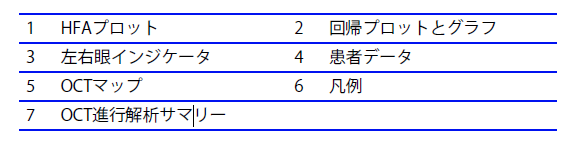 1 HFAプロット 2 回帰プロットとグラフ
3 左右眼インジケータ 4 患者データ
5 OCTマップ 6 凡例
7 OCT進行解析サマリー